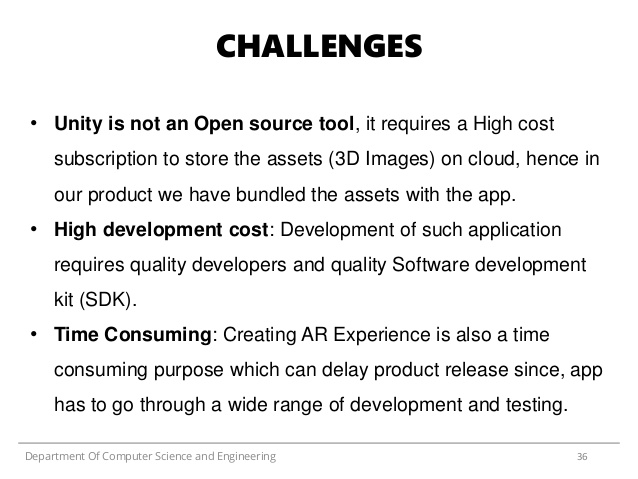 CHALLENGES
• Unity is not an Open source tool, it requires a High cost
subscription to store the assets (3D Images) on cloud, hence in
our product we have bundled the assets with the app.
• High development cost: Development of such application
requires quality developers and quality Software development
kit (SDK).
• Time Consuming: Creating AR Experience is also a time
consuming purpose which can delay product release since, app
has to go through a wide range of development and testing.
Department Of Computer Science and Engineering 36